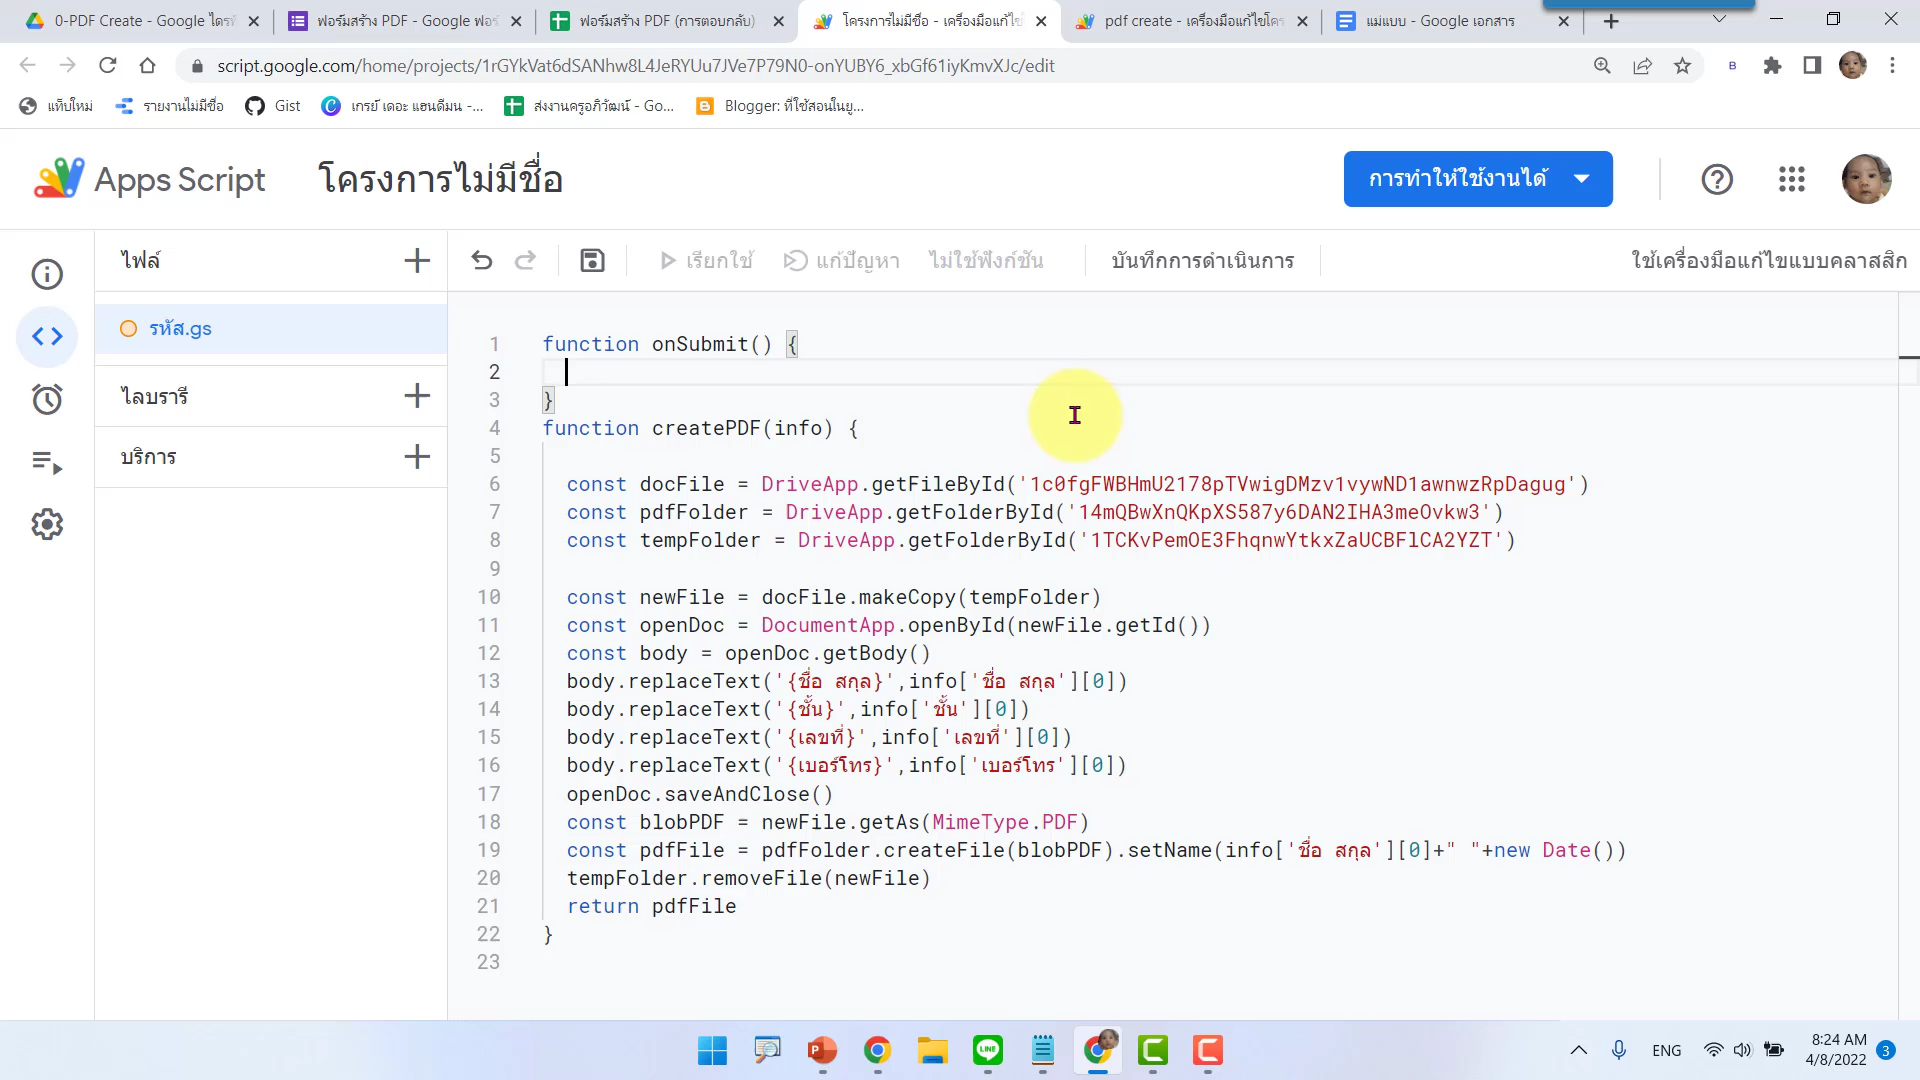 0-PDF Create - Google ไดรฟ์
ฟอร์มสร้าง PDF - Google ฟอร์
ฟอร์มสร้าง PDF (การตอบกลับ)
โครงการไม่มีชื่อ - เครื่องมือแก้ไข
pdf create - เครื่องมือแก้ไขโคร
แม่แบบ - Google เอกสาร
script.google.com/home/projects/1rGYkVat6dSANhw8L4JeRYUu7JVe7P79N0-onYUBY6_xbGf61iyKmvXJc/edit
B
แท็บใหม่
รายงานไม่มีชื่อ
Gist
เกรย์ เดอะ แฮนดีมน -...
ส่งงานครูอภิวัฒน์ - Go...
Blogger: ที่ใช้สอนในยู...
Apps Script
โครงการไม่มีชื่อ
การทำให้ใช้งานได้
ไฟล์
เรียกใช้
แก้ปัญหา
ไม่ใช้ฟังก์ชัน
บันทึกการดำเนินการ
ใช้เครื่องมือแก้ไขแบบคลาสสิก
รหัส.gs
ไลบรารี
บริการ
1 function onSubmit() {
2
3 }
4 function createPDF(info) {
5
6 const docFile = DriveApp.getFileById('1c0fgFWBHmU2178pTVwigDMzv1vywND1awnwzRpDagug')
7 const pdfFolder = DriveApp.getFolderById('14mQBwXnQKpXS587y6DAN2IHA3meOvkw3')
8 const tempFolder = DriveApp.getFolderById('1TCKvPemOE3FhqnwYtkxZaUCBFlCA2YZT')
9
10 const newFile = docFile.makeCopy(tempFolder)
11 const openDoc = DocumentApp.openById(newFile.getId())
12 const body = openDoc.getBody()
13 body.replaceText('{ชื่อ สกุล}',info['ชื่อ สกุล'][0])
14 body.replaceText('{ชั้น}',info['ชั้น'][0])
15 body.replaceText('{เลขที่}',info['เลขที่'][0])
16 body.replaceText('{เบอร์โทร}',info['เบอร์โทร'][0])
17 openDoc.saveAndClose()
18 const blobPDF = newFile.getAs(MimeType.PDF)
19 const pdfFile = pdfFolder.createFile(blobPDF).setName(info['ชื่อ สกุล'][0]+" "+new Date())
20 tempFolder.removeFile(newFile)
21 return pdfFile
22 }
23
ENG
8:24 AM
4/8/2022
3